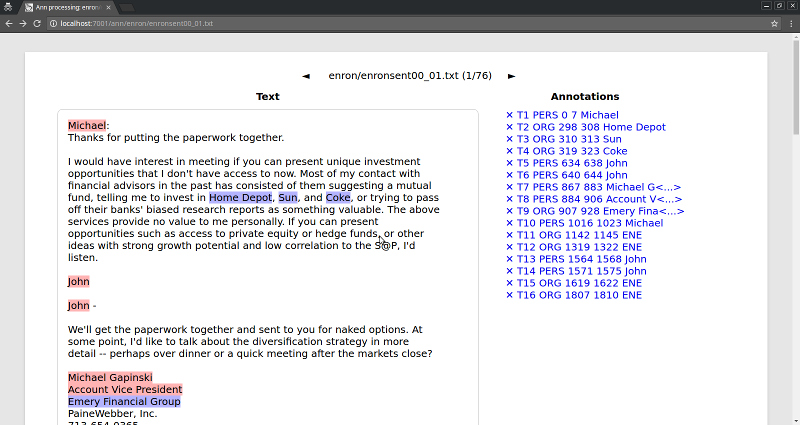 Ann processing: enron/
localhost:7001/ann/enron/enronsent00_01.txt
◄ enron/enronsent00_01.txt (1/76) ►
Text
Michael:
Thanks for putting the paperwork together.
I would have interest in meeting if you can present unique investment
opportunities that I don't have access to now. Most of my contact with
financial advisors in the past has consisted of them suggesting a mutual
fund, telling me to invest in Home Depot, Sun, and Coke, or trying to pass
off their banks' biased research reports as something valuable. The above
services provide no value to me personally. If you can present
opportunities such as access to private equity or hedge funds, or other
ideas with strong growth potential and low correlation to the S@P, I'd
listen.
John
John -
We'll get the paperwork together and sent to you for naked options. At
some point, I'd like to talk about the diversification strategy in more
detail -- perhaps over dinner or a quick meeting after the markets close?
Michael Gapinski
Account Vice President
Emery Financial Group
PaineWebber, Inc.
713-654-0365
Annotations
✕ T1 PERS 0 7 Michael
✕ T2 ORG 298 308 Home Depot
✕ T3 ORG 310 313 Sun
✕ T4 ORG 319 323 Coke
✕ T5 PERS 634 638 John
✕ T6 PERS 640 644 John
✕ T7 PERS 867 883 Michael G<...>
✕ T8 PERS 884 906 Account V<...>
✕ T9 ORG 907 928 Emery Fina<...>
✕ T10 PERS 1016 1023 Michael
✕ T11 ORG 1142 1145 ENE
✕ T12 ORG 1319 1322 ENE
✕ T13 PERS 1564 1568 John
✕ T14 PERS 1571 1575 John
✕ T15 ORG 1619 1622 ENE
✕ T16 ORG 1807 1810 ENE